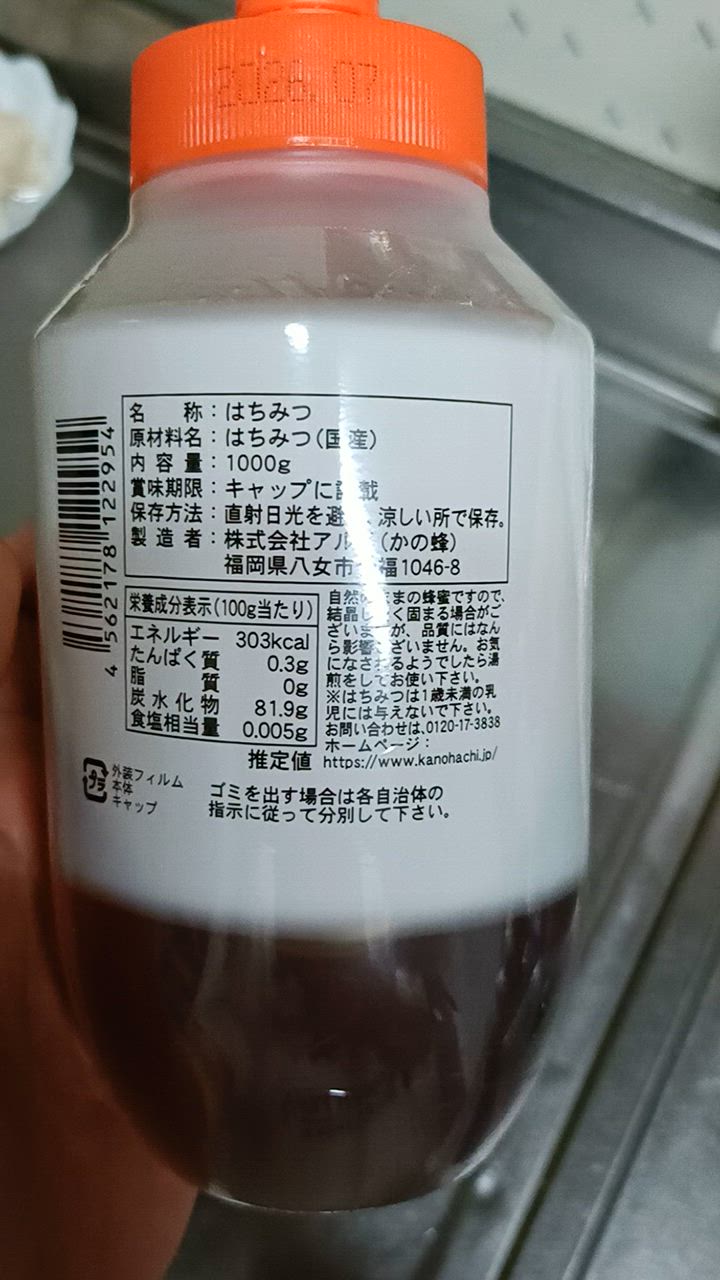 2026.07
名称：はちみつ
原材料名：はちみつ（国産）
内容量：1000g
賞味期限：キャップに記載
保存方法：直射日光を避、涼しい所で保存。
製造者：株式会社ア（かの蜂）
福岡県八女市福1046-8
4 562178 122954
栄養成分表示(100g当たり)
エネルギー 303kcal
たんぱく質 0.3g
脂質 0g
炭水化物 81.9g
食塩相当量 0.005g
推定値
自然のままの蜂蜜ですので、
結晶しく固まる場合がご
ざいますが、品質にはなん
ら影響ございません。お気
になさるようでしたら湯
煎をしてお使い下さい。
※はちみつは1歳未満の乳
児には与えないで下さい。
お問い合わせは、0120-17-3838
ホームページ：
https://www.kanohachi.jp/
プラ
外装フィルム
本体
キャップ
ゴミを出す場合は各自治体の
指示に従って分別して下さい。